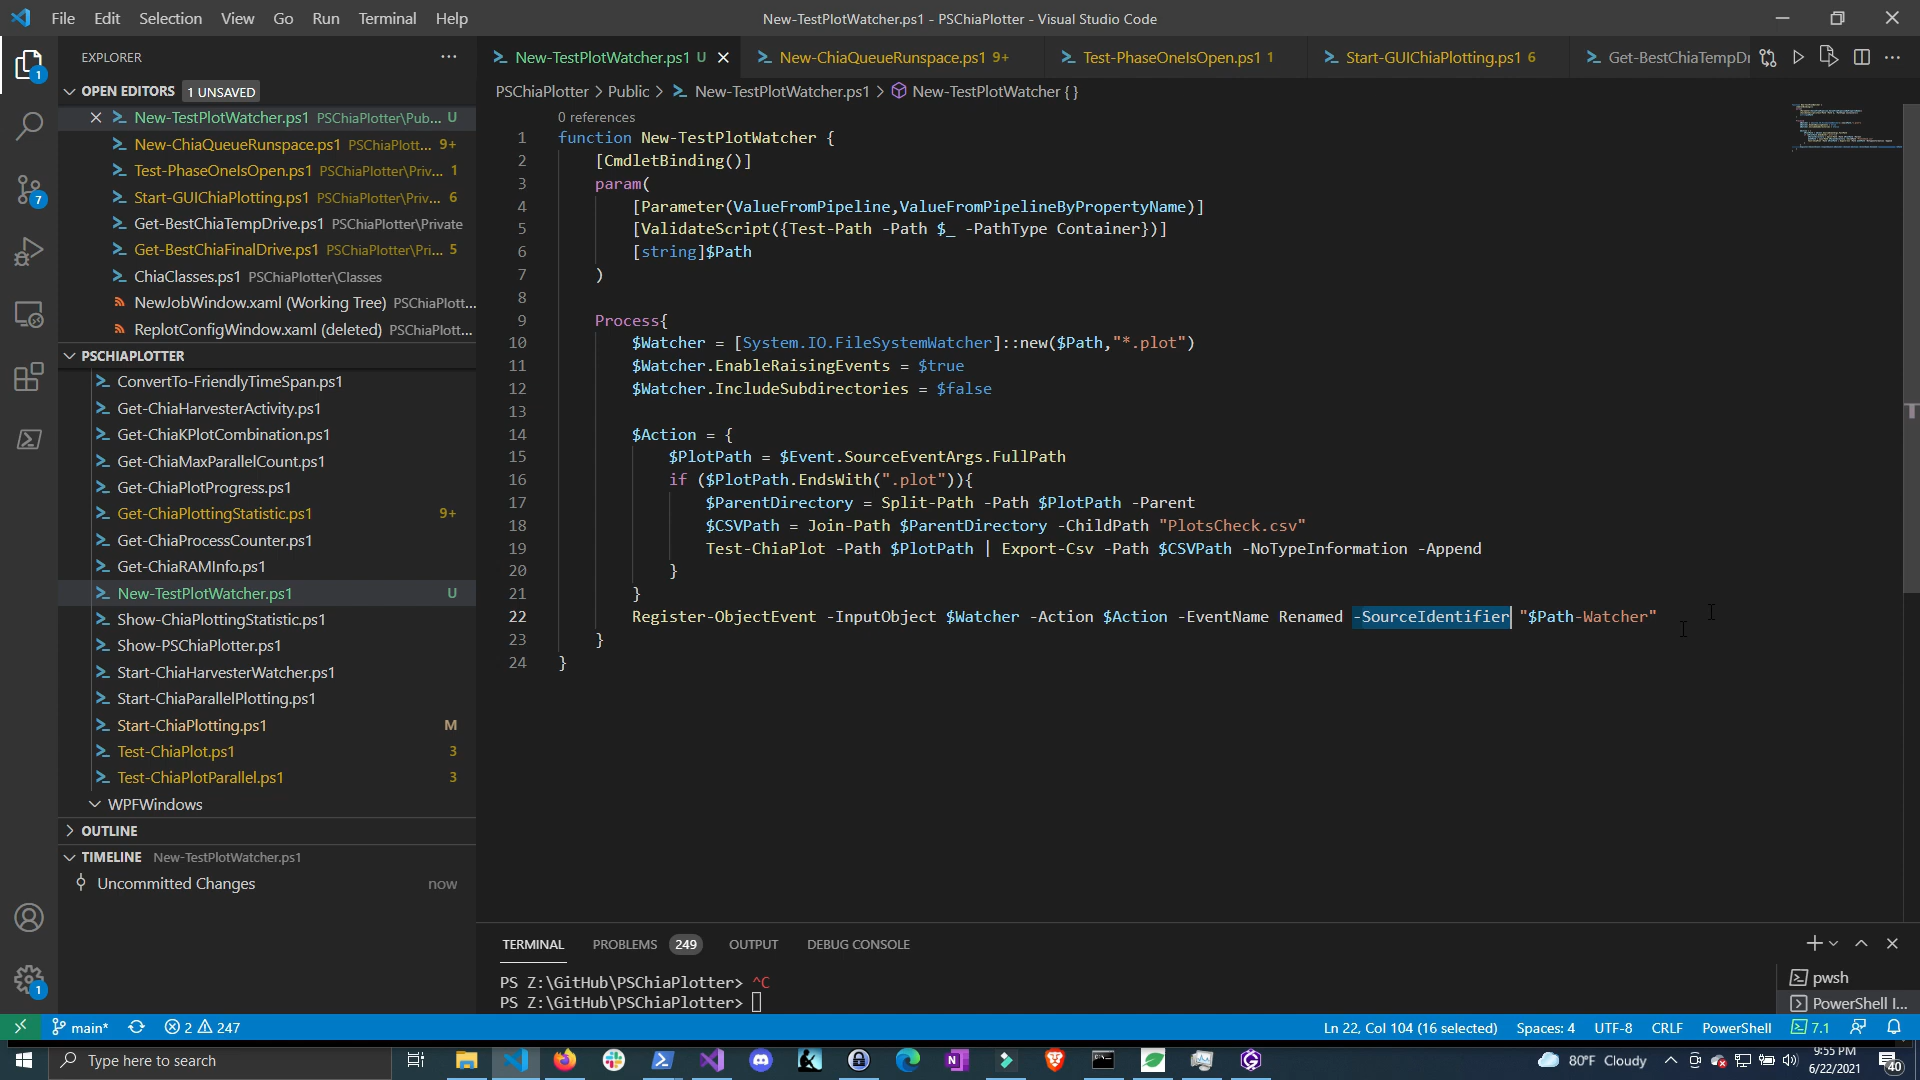 File Edit Selection View Go Run Terminal Help
New-TestPlotWatcher.ps1 - PSChiaPlotter - Visual Studio Code
EXPLORER
OPEN EDITORS 1 UNSAVED
New-TestPlotWatcher.ps1 PSChiaPlotter\Pub... U
New-ChiaQueueRunspace.ps1 PSChiaPlott... 9+
Test-PhaseOneIsOpen.ps1 PSChiaPlotter\Priv... 1
Start-GUIChiaPlotting.ps1 PSChiaPlotter\Priv... 6
Get-BestChiaTempDrive.ps1 PSChiaPlotter\Private
Get-BestChiaFinalDrive.ps1 PSChiaPlotter\Pri... 5
ChiaClasses.ps1 PSChiaPlotter\Classes
NewJobWindow.xaml (Working Tree) PSChiaPlott...
ReplotConfigWindow.xaml (deleted) PSChiaPlott...
PSCHIAPLOTTER
ConvertTo-FriendlyTimeSpan.ps1
Get-ChiaHarvesterActivity.ps1
Get-ChiaKPlotCombination.ps1
Get-ChiaMaxParallelCount.ps1
Get-ChiaPlotProgress.ps1
Get-ChiaPlottingStatistic.ps1 9+
Get-ChiaProcessCounter.ps1
Get-ChiaRAMInfo.ps1
New-TestPlotWatcher.ps1 U
Show-ChiaPlottingStatistic.ps1
Show-PSChiaPlotter.ps1
Start-ChiaHarvesterWatcher.ps1
Start-ChiaParallelPlotting.ps1
Start-ChiaPlotting.ps1 M
Test-ChiaPlot.ps1 3
Test-ChiaPlotParallel.ps1 3
WPFWindows
OUTLINE
TIMELINE New-TestPlotWatcher.ps1
Uncommitted Changes now
New-TestPlotWatcher.ps1 U New-ChiaQueueRunspace.ps1 9+ Test-PhaseOneIsOpen.ps1 1 Start-GUIChiaPlotting.ps1 6 Get-BestChiaTempDr
PSChiaPlotter > Public > New-TestPlotWatcher.ps1 > New-TestPlotWatcher { }
0 references
1 function New-TestPlotWatcher {
2 [CmdletBinding()]
3 param(
4 [Parameter(ValueFromPipeline,ValueFromPipelineByPropertyName)]
5 [ValidateScript({Test-Path -Path $_ -PathType Container})]
6 [string]$Path
7 )
8
9 Process{
10 $Watcher = [System.IO.FileSystemWatcher]::new($Path,"*.plot")
11 $Watcher.EnableRaisingEvents = $true
12 $Watcher.IncludeSubdirectories = $false
13
14 $Action = {
15 $PlotPath = $Event.SourceEventArgs.FullPath
16 if ($PlotPath.EndsWith(".plot")){
17 $ParentDirectory = Split-Path -Path $PlotPath -Parent
18 $CSVPath = Join-Path $ParentDirectory -ChildPath "PlotsCheck.csv"
19 Test-ChiaPlot -Path $PlotPath | Export-Csv -Path $CSVPath -NoTypeInformation -Append
20 }
21 }
22 Register-ObjectEvent -InputObject $Watcher -Action $Action -EventName Renamed -SourceIdentifier "$Path-Watcher"
23 }
24 }
TERMINAL PROBLEMS 249 OUTPUT DEBUG CONSOLE
PS Z:\GitHub\PSChiaPlotter> ^C
PS Z:\GitHub\PSChiaPlotter>
pwsh
PowerShell I...
main* 2 247
Ln 22, Col 104 (16 selected) Spaces: 4 UTF-8 CRLF PowerShell 7.1
Type here to search
80°F Cloudy
9:55 PM
6/22/2021
40
1
7
1